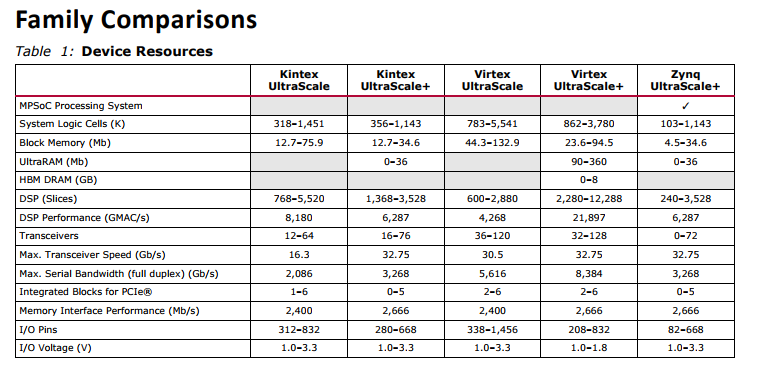 Family Comparisons
Table 1: Device Resources
Kintex UltraScale Kintex UltraScale+ Virtex UltraScale Virtex UltraScale+ Zynq UltraScale+
MPSoC Processing System ✓
System Logic Cells (K) 318–1,451 356–1,143 783–5,541 862–3,780 103–1,143
Block Memory (Mb) 12.7–75.9 12.7–34.6 44.3–132.9 23.6–94.5 4.5–34.6
UltraRAM (Mb) 0–36 90–360 0–36
HBM DRAM (GB) 0–8
DSP (Slices) 768–5,520 1,368–3,528 600–2,880 2,280–12,288 240–3,528
DSP Performance (GMAC/s) 8,180 6,287 4,268 21,897 6,287
Transceivers 12–64 16–76 36–120 32–128 0–72
Max. Transceiver Speed (Gb/s) 16.3 32.75 30.5 32.75 32.75
Max. Serial Bandwidth (full duplex) (Gb/s) 2,086 3,268 5,616 8,384 3,268
Integrated Blocks for PCIe® 1–6 0–5 2–6 2–6 0–5
Memory Interface Performance (Mb/s) 2,400 2,666 2,400 2,666 2,666
I/O Pins 312–832 280–668 338–1,456 208–832 82–668
I/O Voltage (V) 1.0–3.3 1.0–3.3 1.0–3.3 1.0–1.8 1.0–3.3